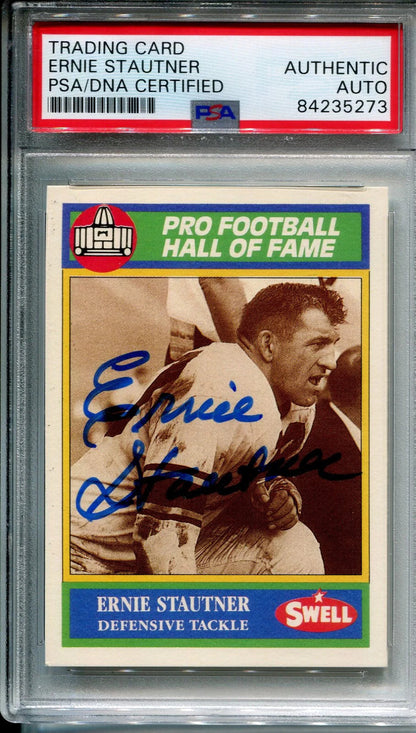 TRADING CARD
ERNIE STAUTNER
PSA/DNA CERTIFIED
AUTHENTIC
AUTO
84235273
PSA
PRO FOOTBALL
HALL OF FAME
Ernie
Stautner
ERNIE STAUTNER
DEFENSIVE TACKLE
SWELL